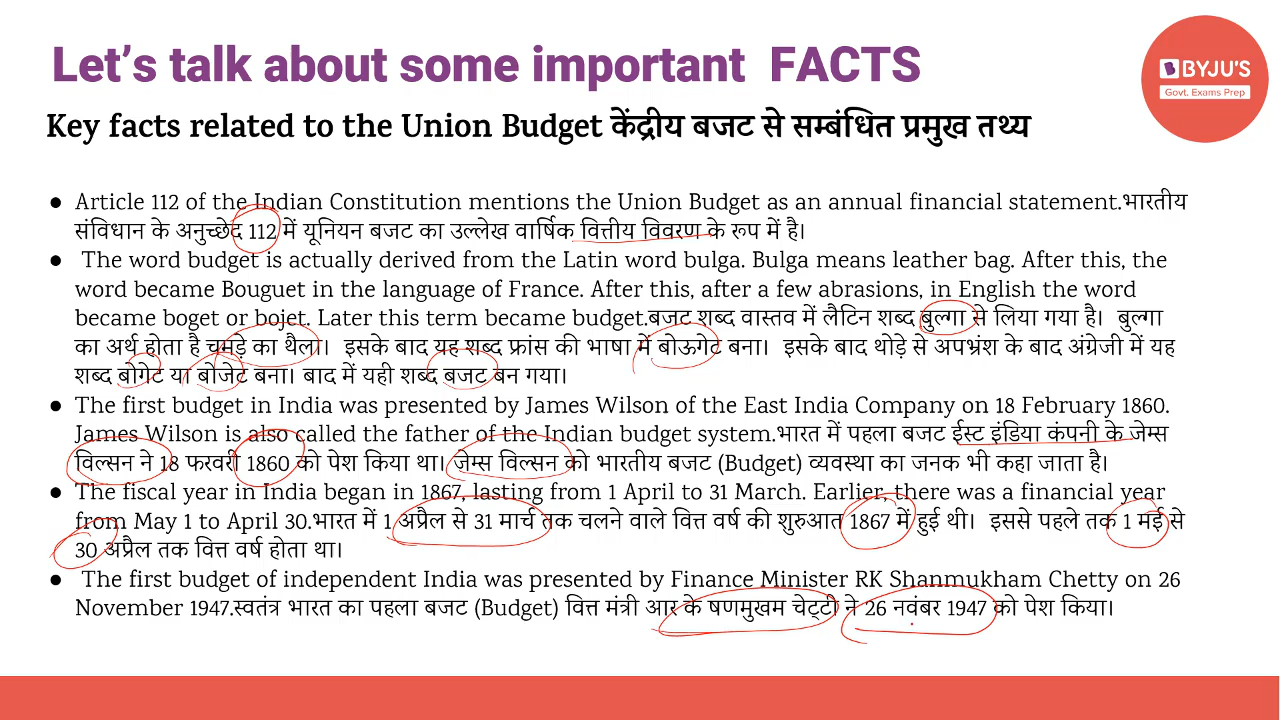 Let's talk about some important FACTS
BYJU'S
Govt. Exams Prep
Key facts related to the Union Budget केंद्रीय बजट से सम्बंधित प्रमुख तथ्य
● Article 112 of the Indian Constitution mentions the Union Budget as an annual financial statement.भारतीय
संविधान के अनुच्छेद 112 में यूनियन बजट का उल्लेख वार्षिक वित्तीय विवरण के रूप में है।
● The word budget is actually derived from the Latin word bulga. Bulga means leather bag. After this, the
word became Bouguet in the language of France. After this, after a few abrasions, in English the word
became boget or bojet. Later this term became budget.बजट शब्द वास्तव में लैटिन शब्द बुल्गा से लिया गया है। बुल्गा
का अर्थ होता है चमड़े का थैला। इसके बाद यह शब्द फ्रांस की भाषा में बोऊगेट बना। इसके बाद थोड़े से अपभ्रंश के बाद अंग्रेजी में यह
शब्द बोगेट या बोजेट बना। बाद में यही शब्द बजट बन गया।
● The first budget in India was presented by James Wilson of the East India Company on 18 February 1860.
James Wilson is also called the father of the Indian budget system.भारत में पहला बजट ईस्ट इंडिया कंपनी के जेम्स
विल्सन ने 18 फरवरी 1860 को पेश किया था। जेम्स विल्सन को भारतीय बजट (Budget) व्यवस्था का जनक भी कहा जाता है।
● The fiscal year in India began in 1867, lasting from 1 April to 31 March. Earlier, there was a financial year
from May 1 to April 30.भारत में 1 अप्रैल से 31 मार्च तक चलने वाले वित्त वर्ष की शुरुआत 1867 में हुई थी। इससे पहले तक 1 मई से
30 अप्रैल तक वित्त वर्ष होता था।
● The first budget of independent India was presented by Finance Minister RK Shanmukham Chetty on 26
November 1947.स्वतंत्र भारत का पहला बजट (Budget) वित्त मंत्री आर के षणमुखम चेट्‌टी ने 26 नवंबर 1947 को पेश किया।